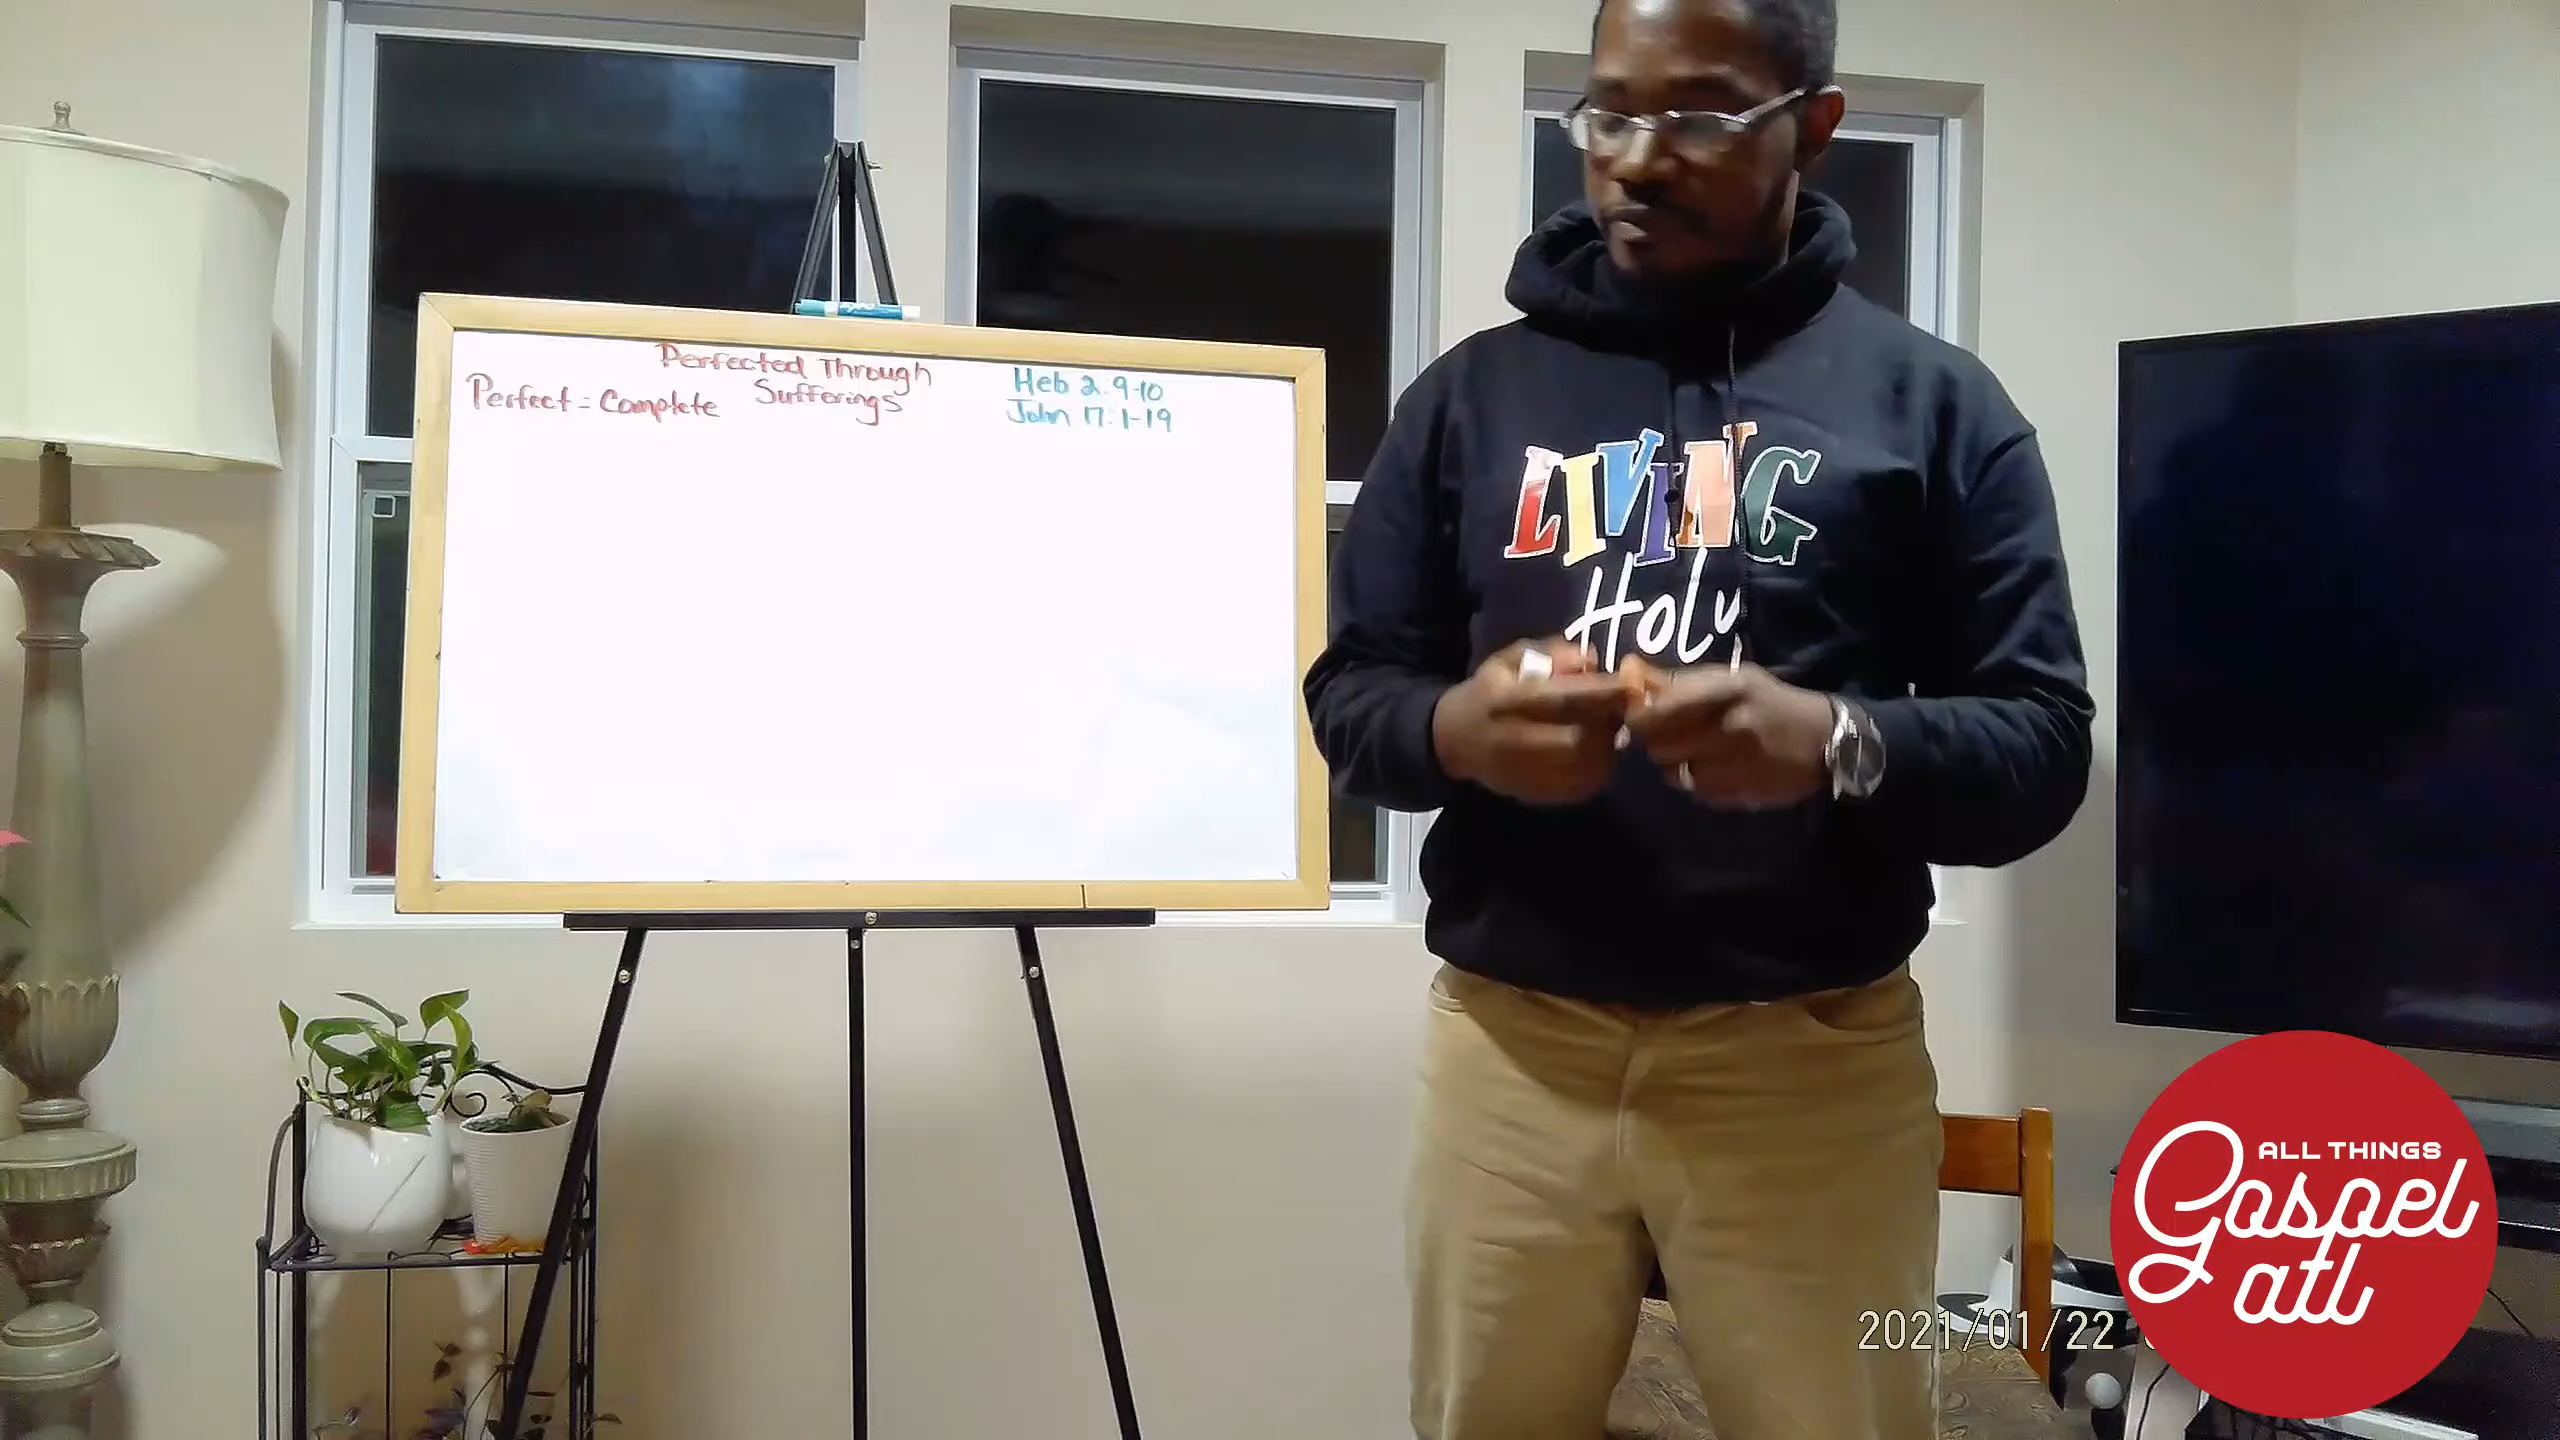 Perfected Through
Sufferings
Perfect = Complete
Heb 2:9-10
John 17:1-19
LIVING
Holy
ALL THINGS
Gospel
atl
2021/01/22